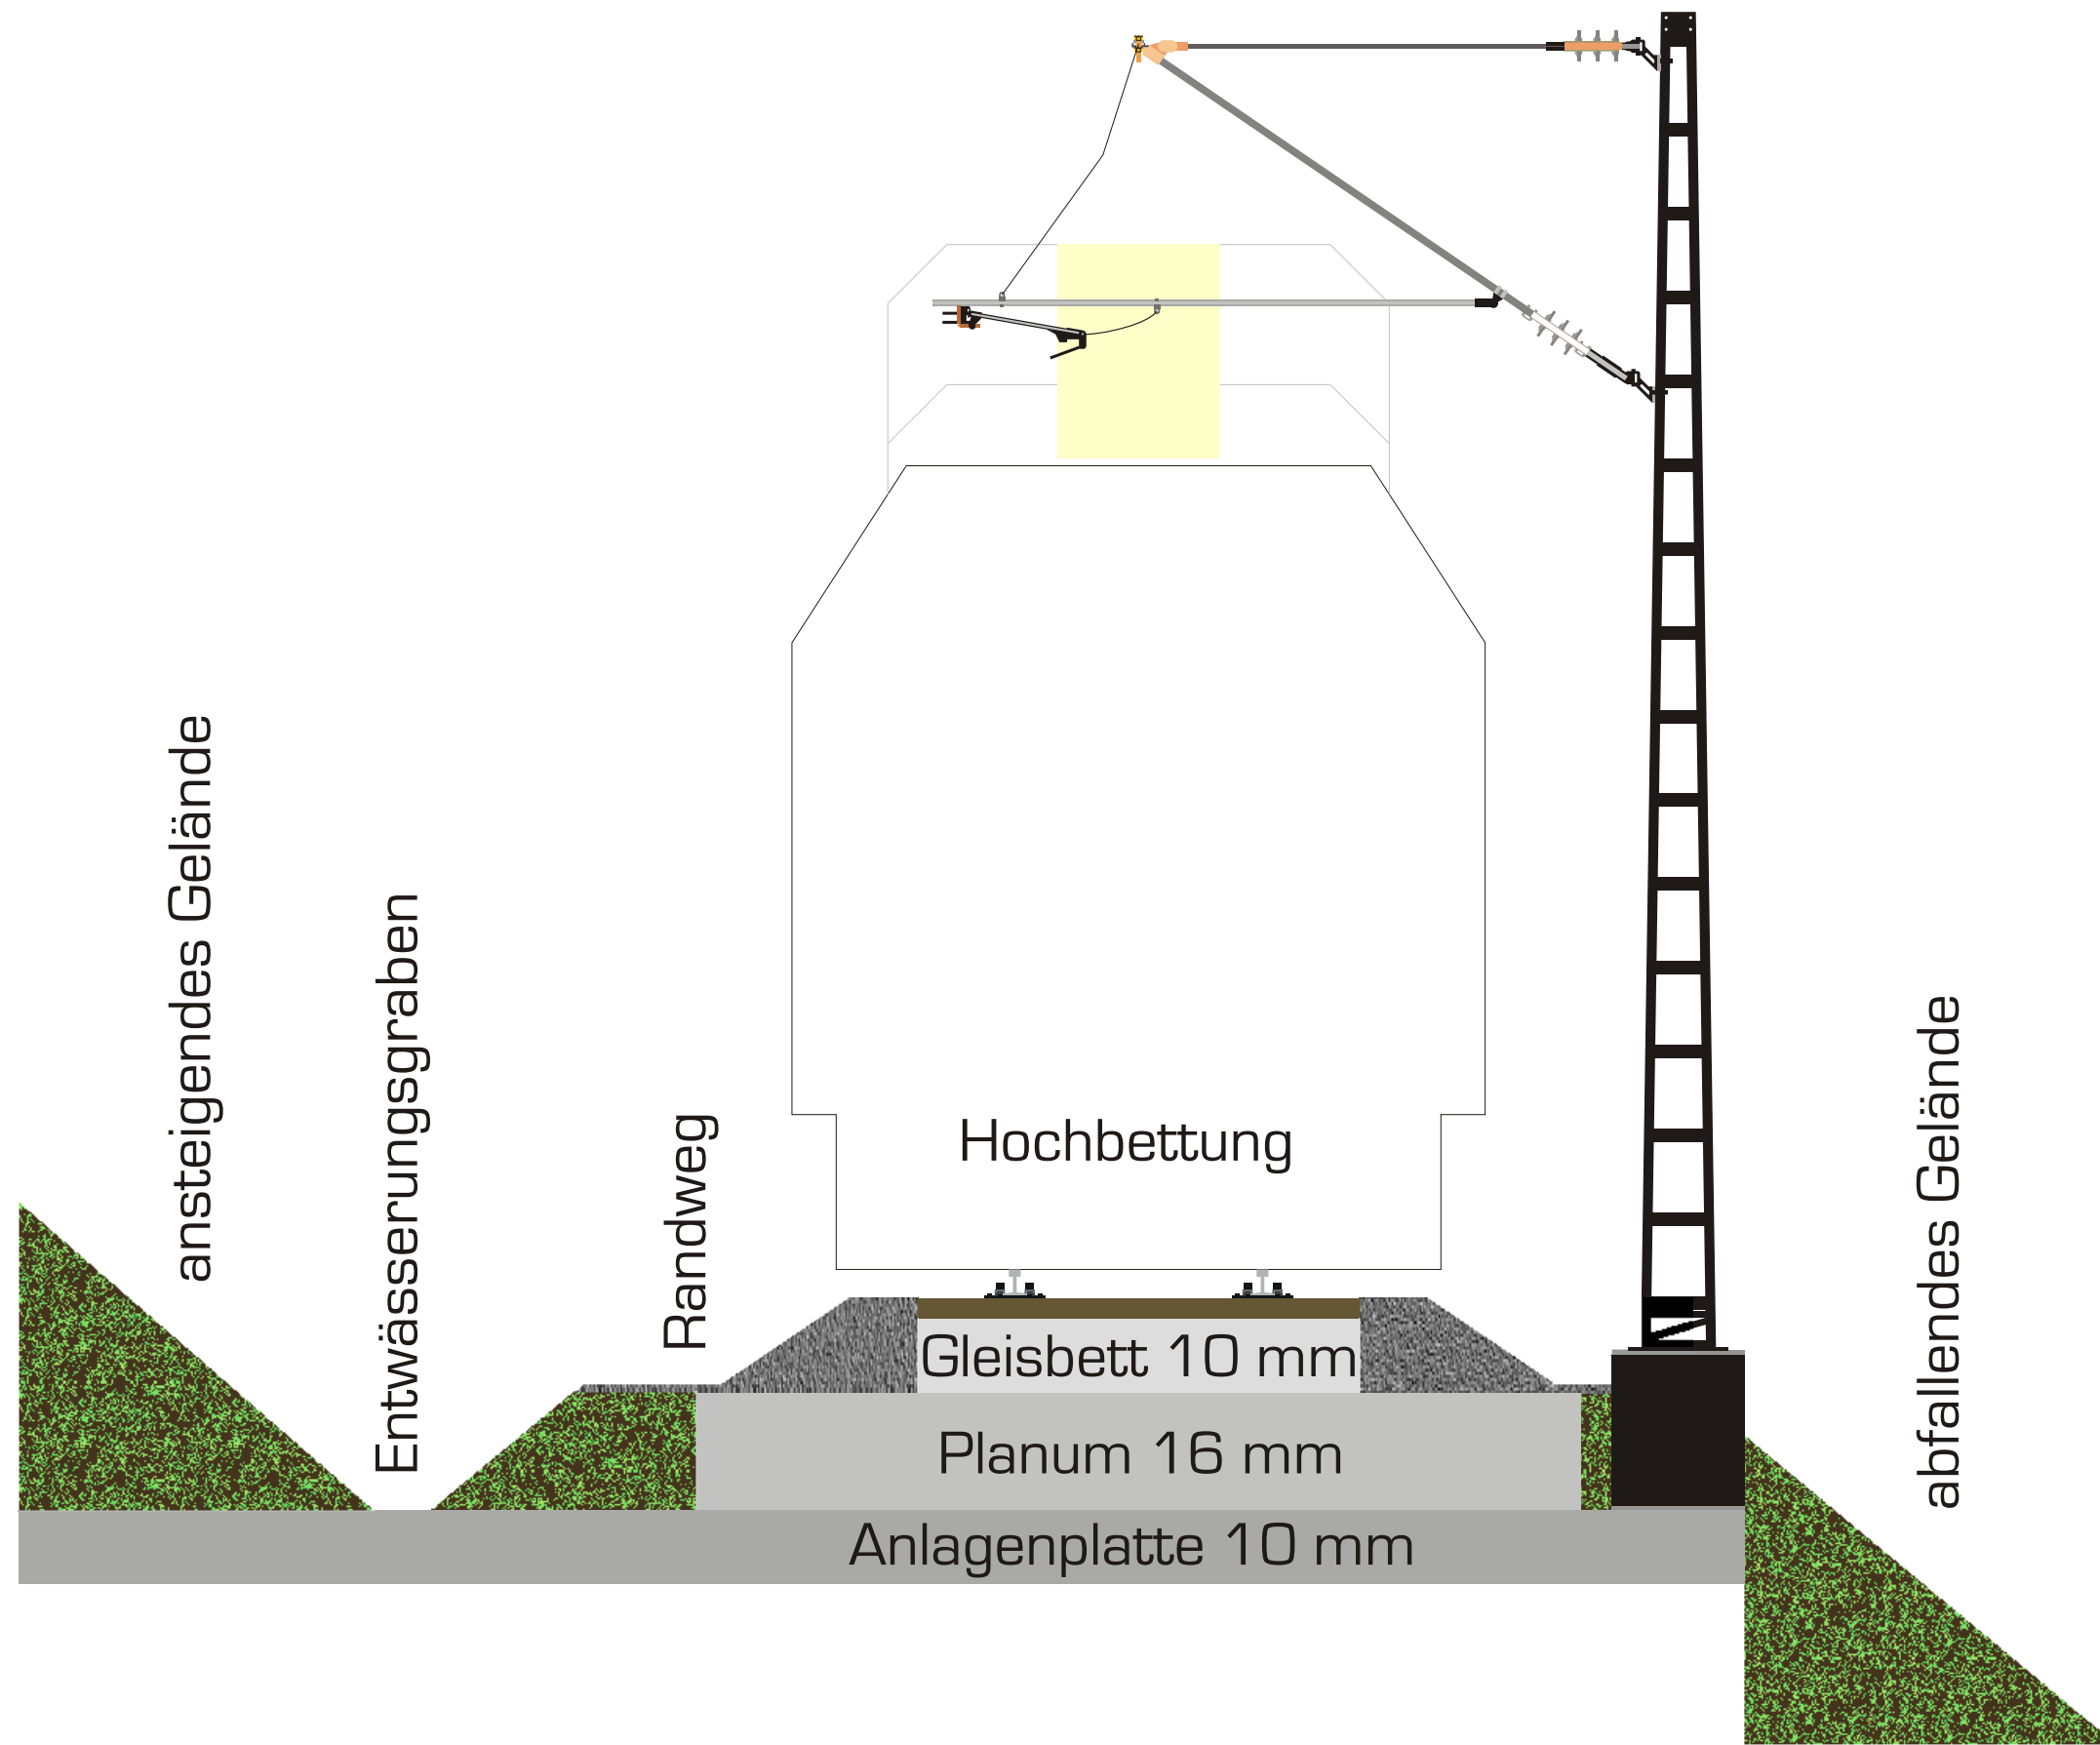 ansteigendes Gelände
Entwässerungsgraben
Randweg
Hochbettung
Gleisbett 10 mm
Planum 16 mm
Anlagenplatte 10 mm
abfallendes Gelände